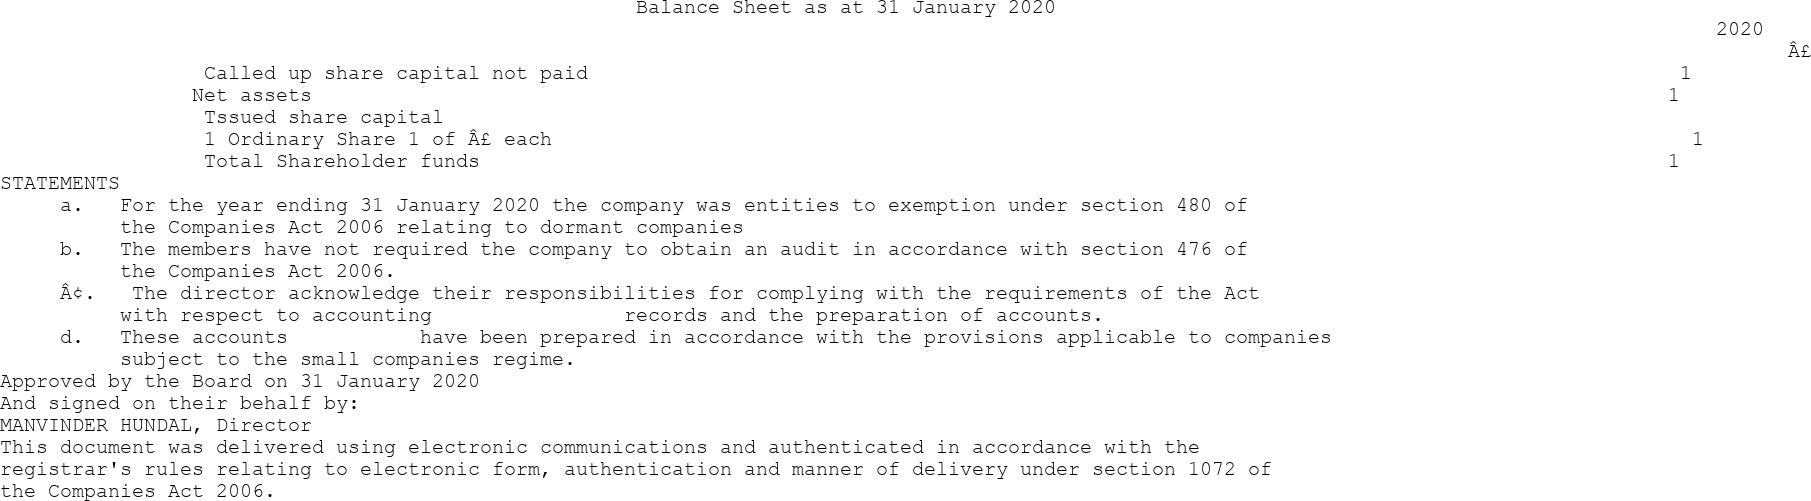 Balance Sheet as at 31 January 2020
2020
Â£
Called up share capital not paid 1
Net assets 1
Tssued share capital
1 Ordinary Share 1 of Â£ each 1
Total Shareholder funds 1
STATEMENTS
a. For the year ending 31 January 2020 the company was entities to exemption under section 480 of
the Companies Act 2006 relating to dormant companies
b. The members have not required the company to obtain an audit in accordance with section 476 of
the Companies Act 2006.
Â¢. The director acknowledge their responsibilities for complying with the requirements of the Act
with respect to accounting records and the preparation of accounts.
d. These accounts have been prepared in accordance with the provisions applicable to companies
subject to the small companies regime.
Approved by the Board on 31 January 2020
And signed on their behalf by:
MANVINDER HUNDAL, Director
This document was delivered using electronic communications and authenticated in accordance with the
registrar's rules relating to electronic form, authentication and manner of delivery under section 1072 of
the Companies Act 2006.